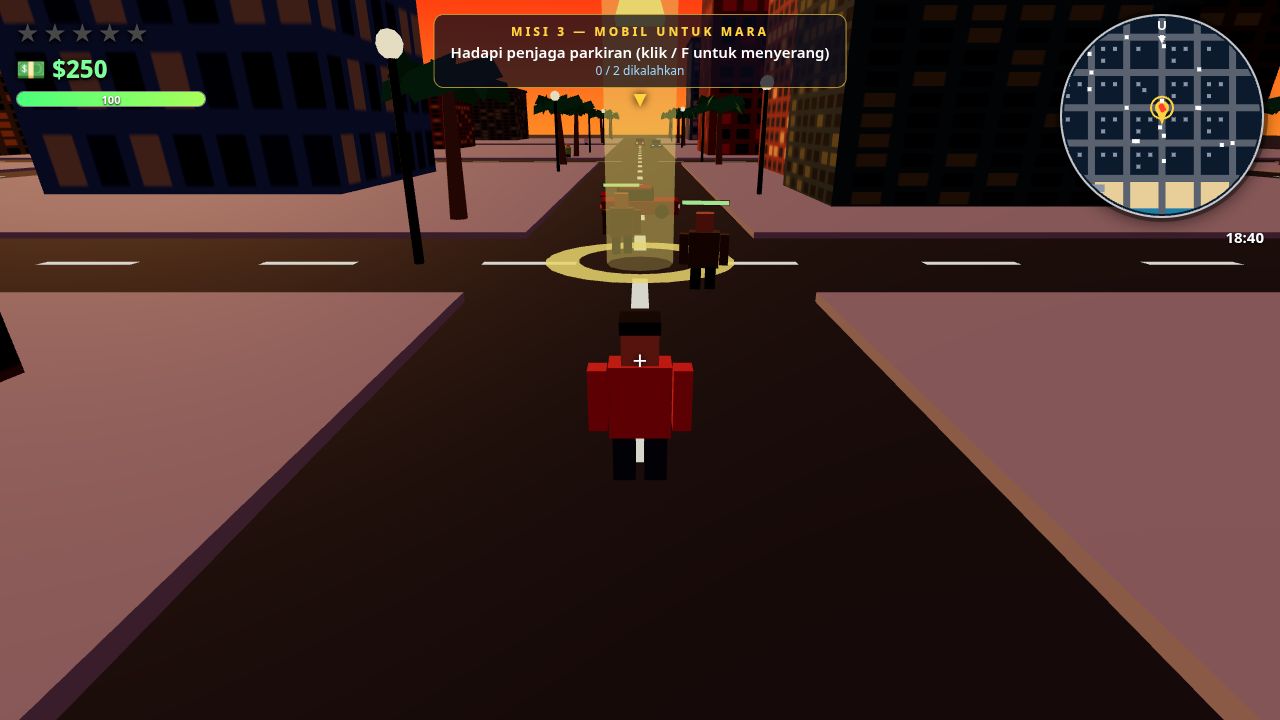 $250
100
MISI 3 — MOBIL UNTUK MARA
Hadapi penjaga parkiran (klik / F untuk menyerang)
0 / 2 dikalahkan
U
18:40